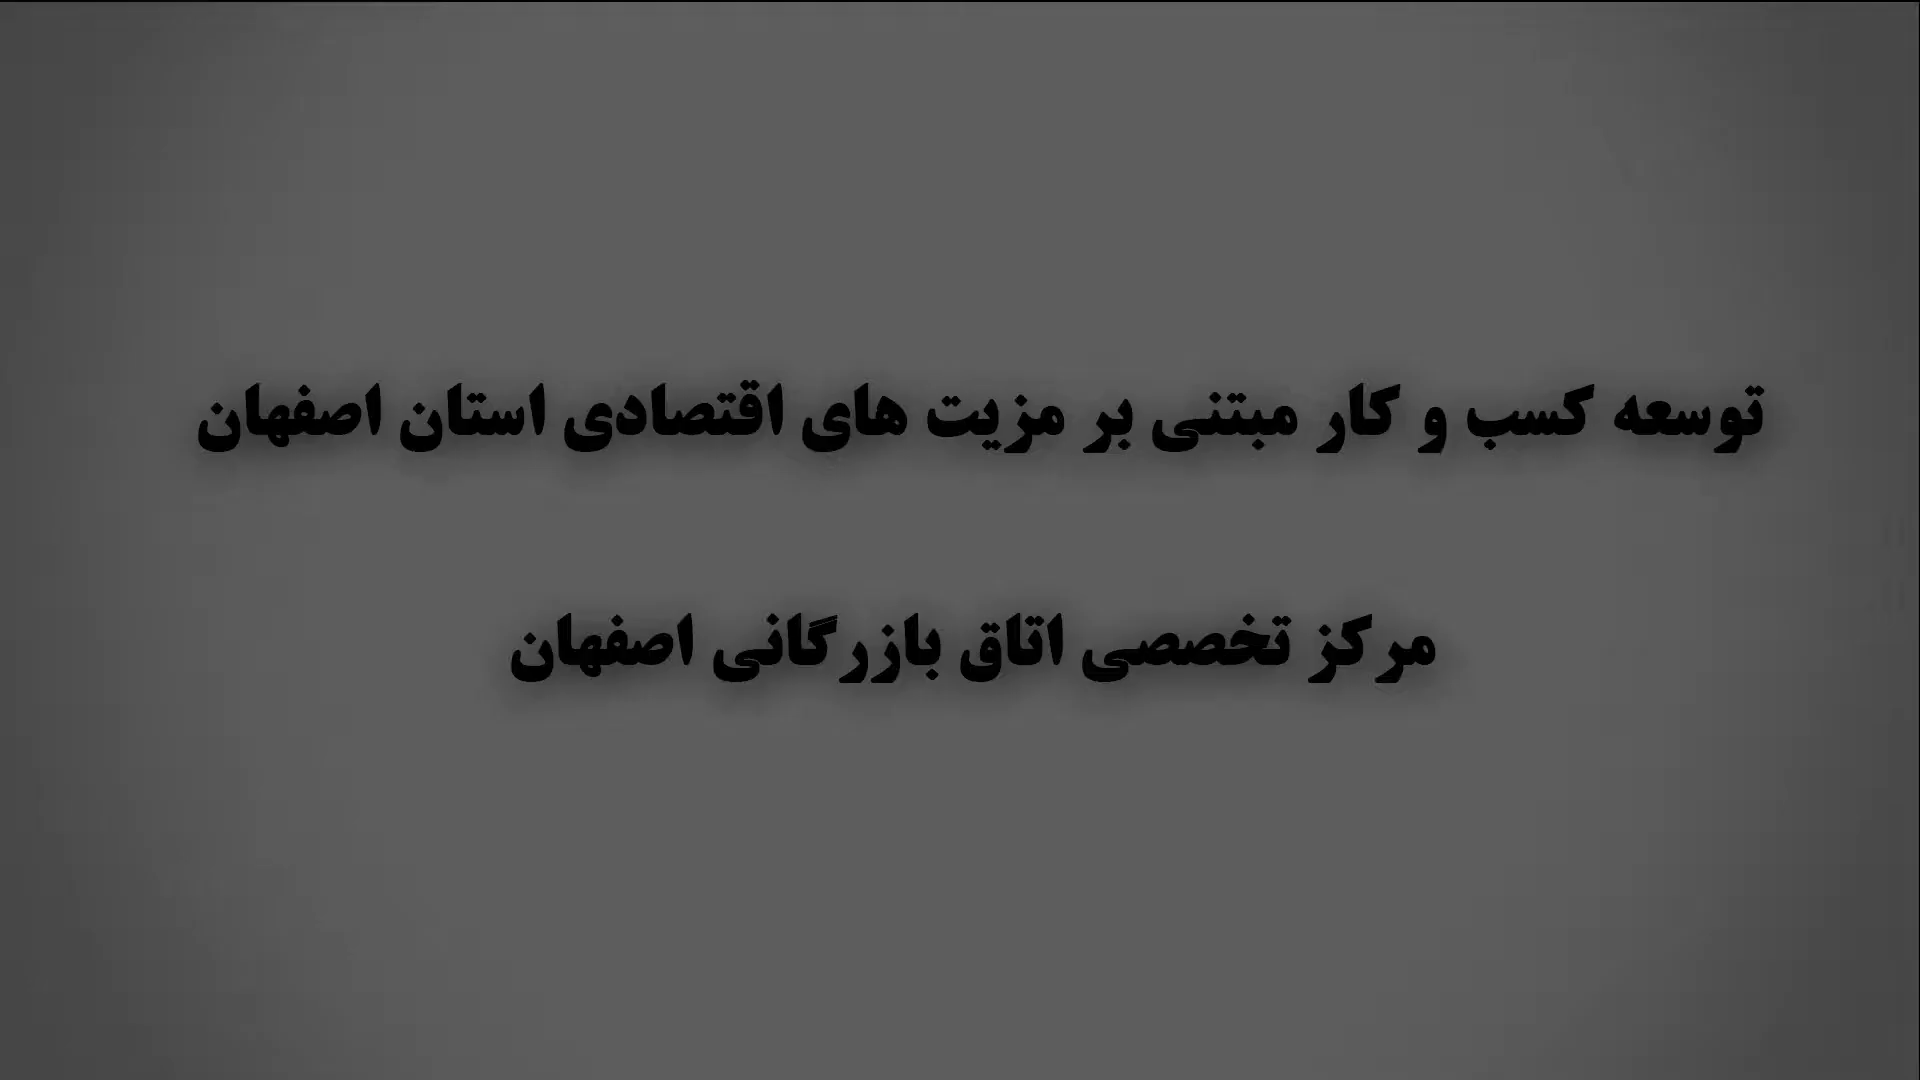 توسعه کسب و کار مبتنی بر مزیت های اقتصادی استان اصفهان
مرکز تخصصی اتاق بازرگانی اصفهان